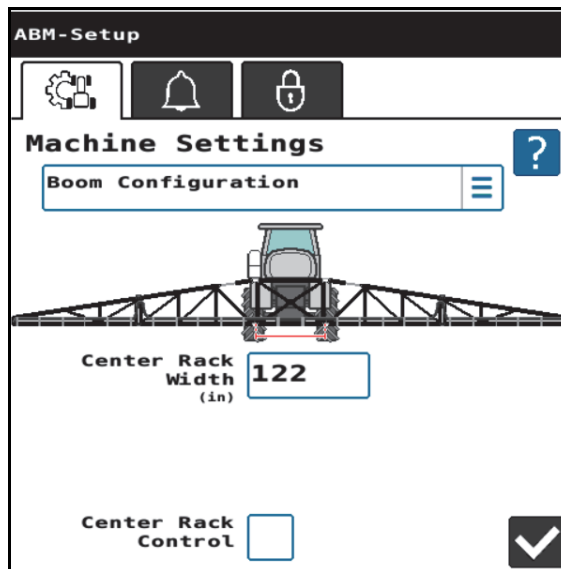 ABM-Setup
Machine Settings
?
Boom Configuration
Center Rack
Width
(in)
122
Center Rack
Control